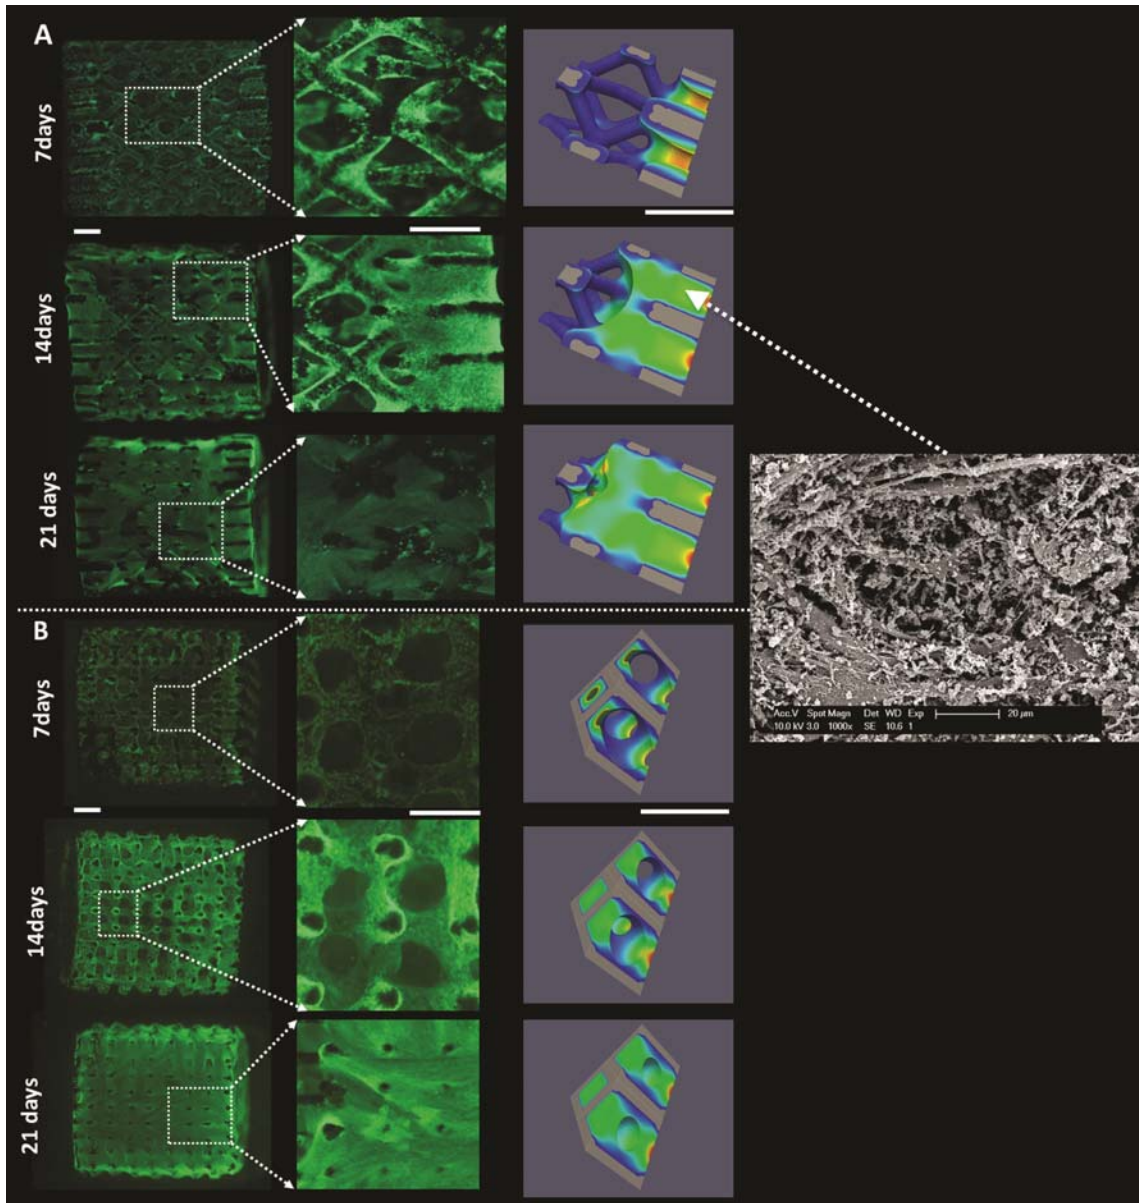 A
7days
14days
21 days
B
7days
14days
21 days
Acc.V Spot Magn Det WD Exp
10.0 kV 3.0 1000x SE 10.6 1
20 µm